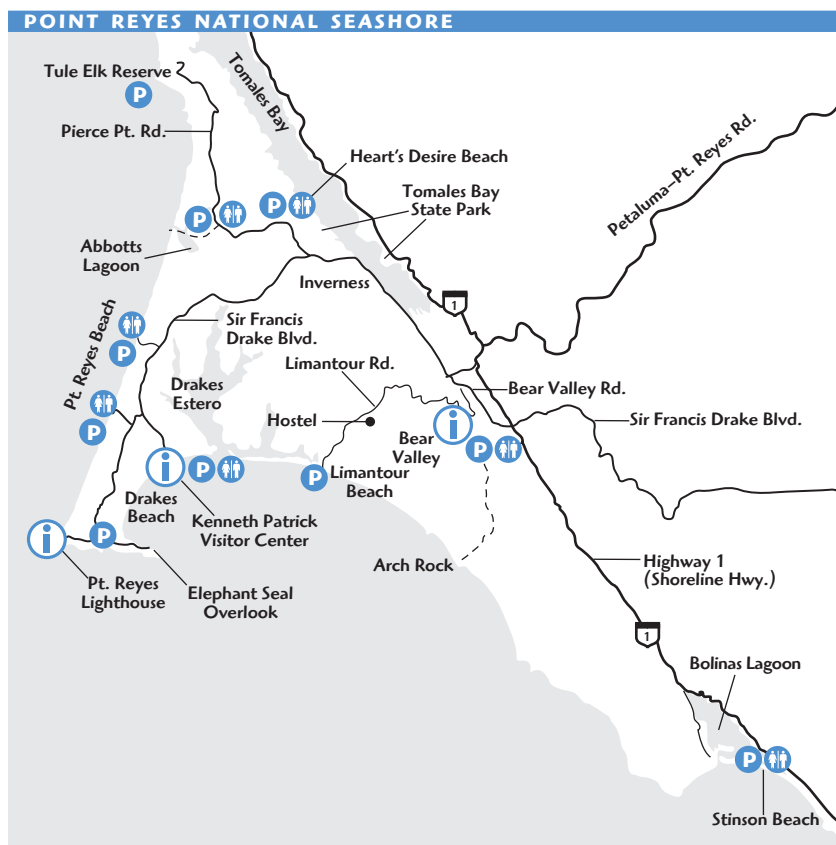 POINT REYES NATIONAL SEASHORE
Tule Elk Reserve
P
Pierce Pt. Rd.
Tomales Bay
Heart's Desire Beach
P
Tomales Bay
State Park
Petaluma–Pt. Reyes Rd.
P
Abbotts
Lagoon
Inverness
1
Sir Francis
Drake Blvd.
Pt. Reyes Beach
P
P
Drakes
Estero
Limantour Rd.
Hostel
Bear Valley Rd.
Sir Francis Drake Blvd.
i
Bear
Valley
P
i
P
P
Limantour
Beach
Drakes
Beach
Kenneth Patrick
Visitor Center
i
P
Pt. Reyes
Lighthouse
Elephant Seal
Overlook
Arch Rock
Highway 1
(Shoreline Hwy.)
1
Bolinas Lagoon
P
Stinson Beach